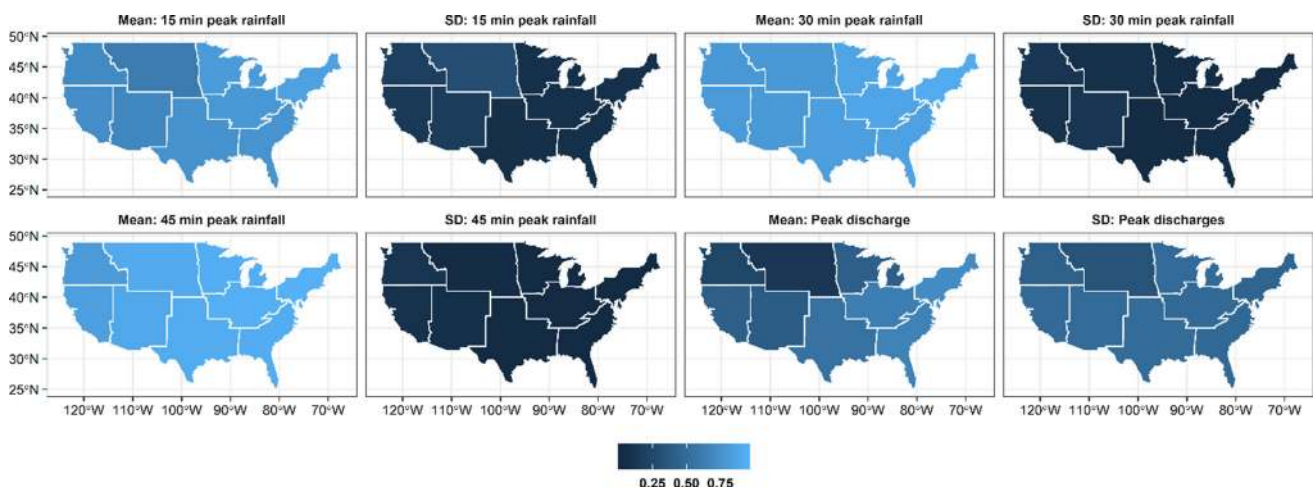 Mean: 15 min peak rainfall SD: 15 min peak rainfall Mean: 30 min peak rainfall SD: 30 min peak rainfall
50°N
45°N
40°N
35°N
30°N
25°N
Mean: 45 min peak rainfall SD: 45 min peak rainfall Mean: Peak discharge SD: Peak discharges
50°N
45°N
40°N
35°N
30°N
25°N
120°W 110°W 100°W 90°W 80°W 70°W 120°W 110°W 100°W 90°W 80°W 70°W 120°W 110°W 100°W 90°W 80°W 70°W 120°W 110°W 100°W 90°W 80°W 70°W
0.25 0.50 0.75